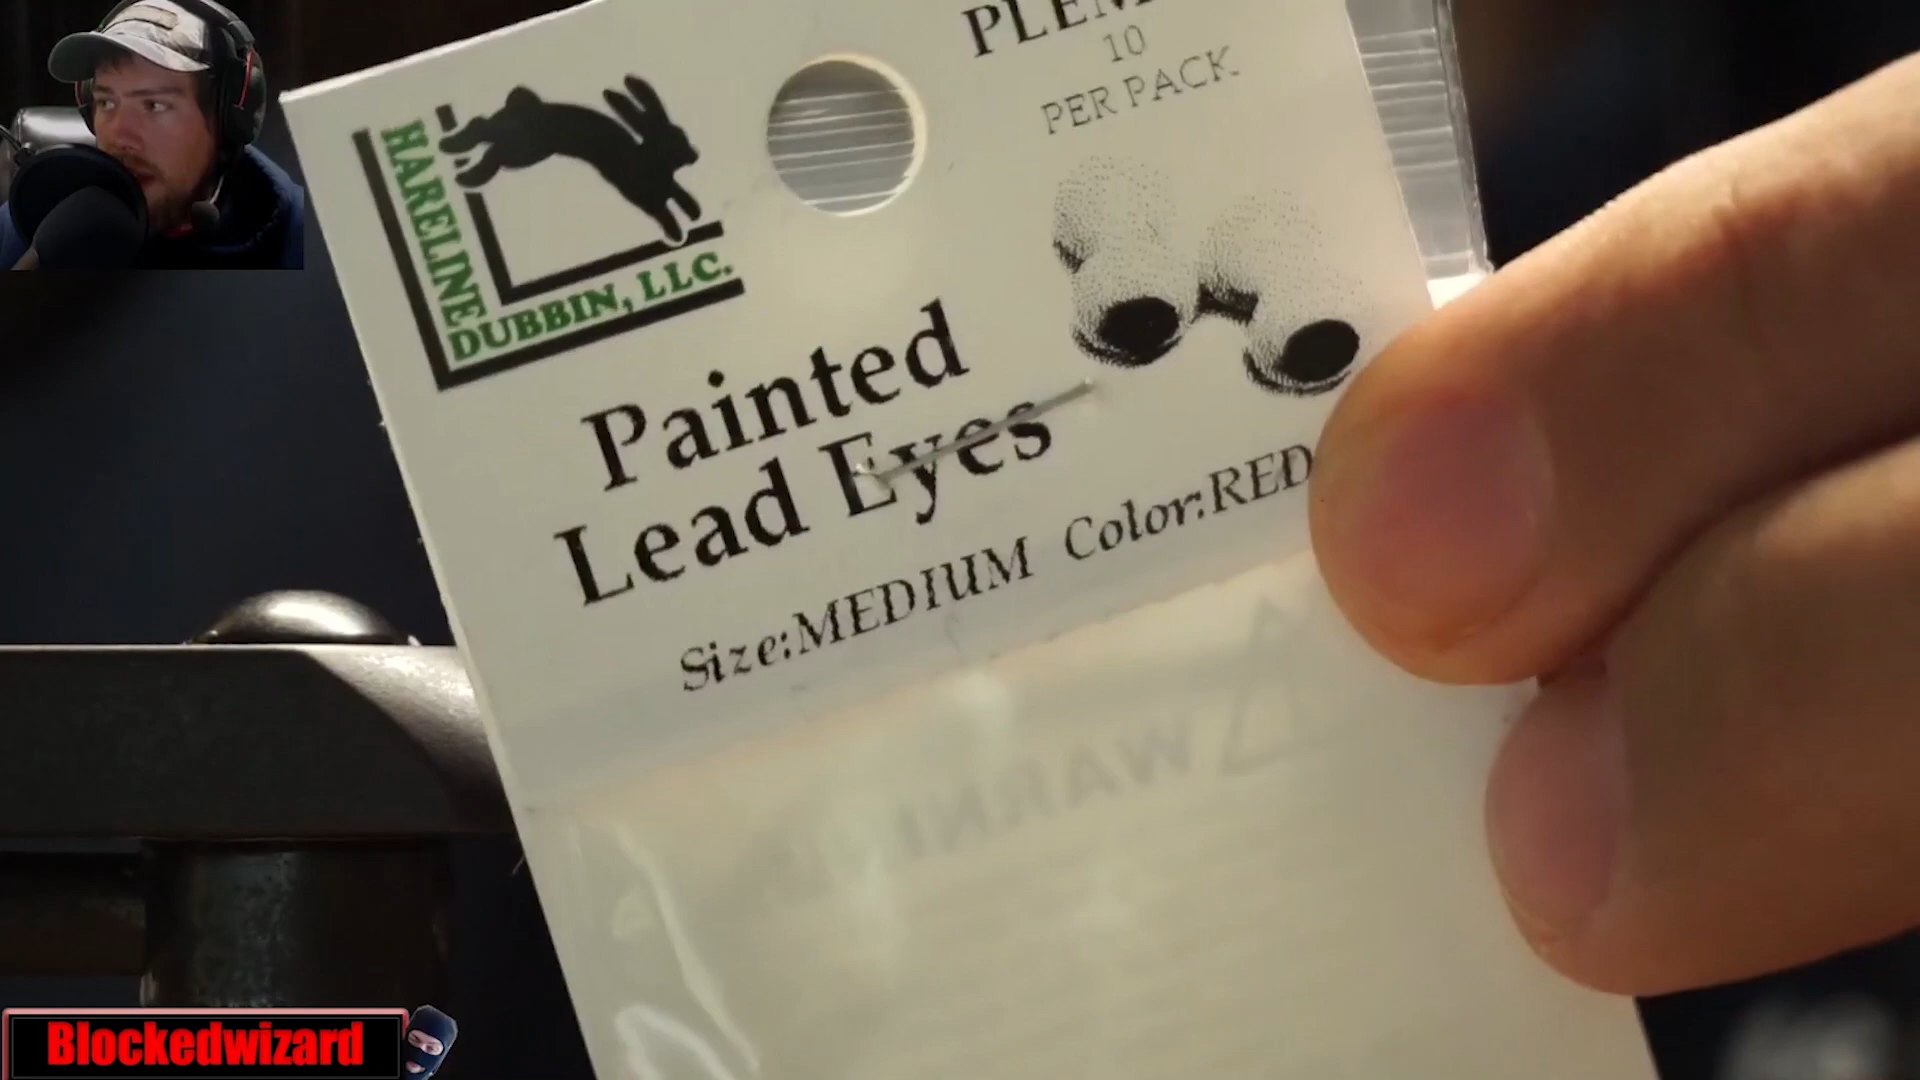 10
PER PACK
HARELINE
DUBBIN, LLC.
Painted
Lead Eyes
Size:MEDIUM Color:RED
Blockedwizard